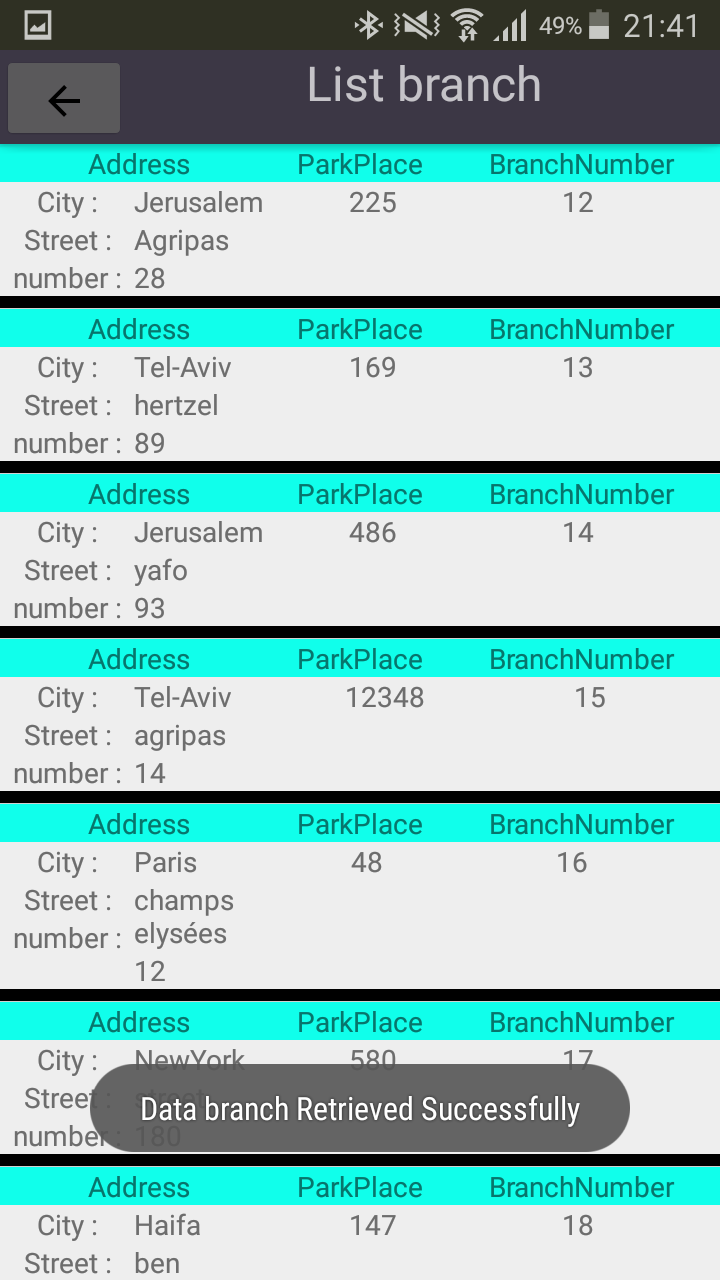 49% 21:41
List branch
Address ParkPlace BranchNumber
City : Jerusalem 225 12
Street : Agripas
number : 28
Address ParkPlace BranchNumber
City : Tel-Aviv 169 13
Street : hertzel
number : 89
Address ParkPlace BranchNumber
City : Jerusalem 486 14
Street : yafo
number : 93
Address ParkPlace BranchNumber
City : Tel-Aviv 12348 15
Street : agripas
number : 14
Address ParkPlace BranchNumber
City : Paris 48 16
Street : champs
number : elysées
12
Address ParkPlace BranchNumber
City : NewYork 580 17
Street street
Data branch Retrieved Successfully
number 180
Address ParkPlace BranchNumber
City : Haifa 147 18
Street : ben